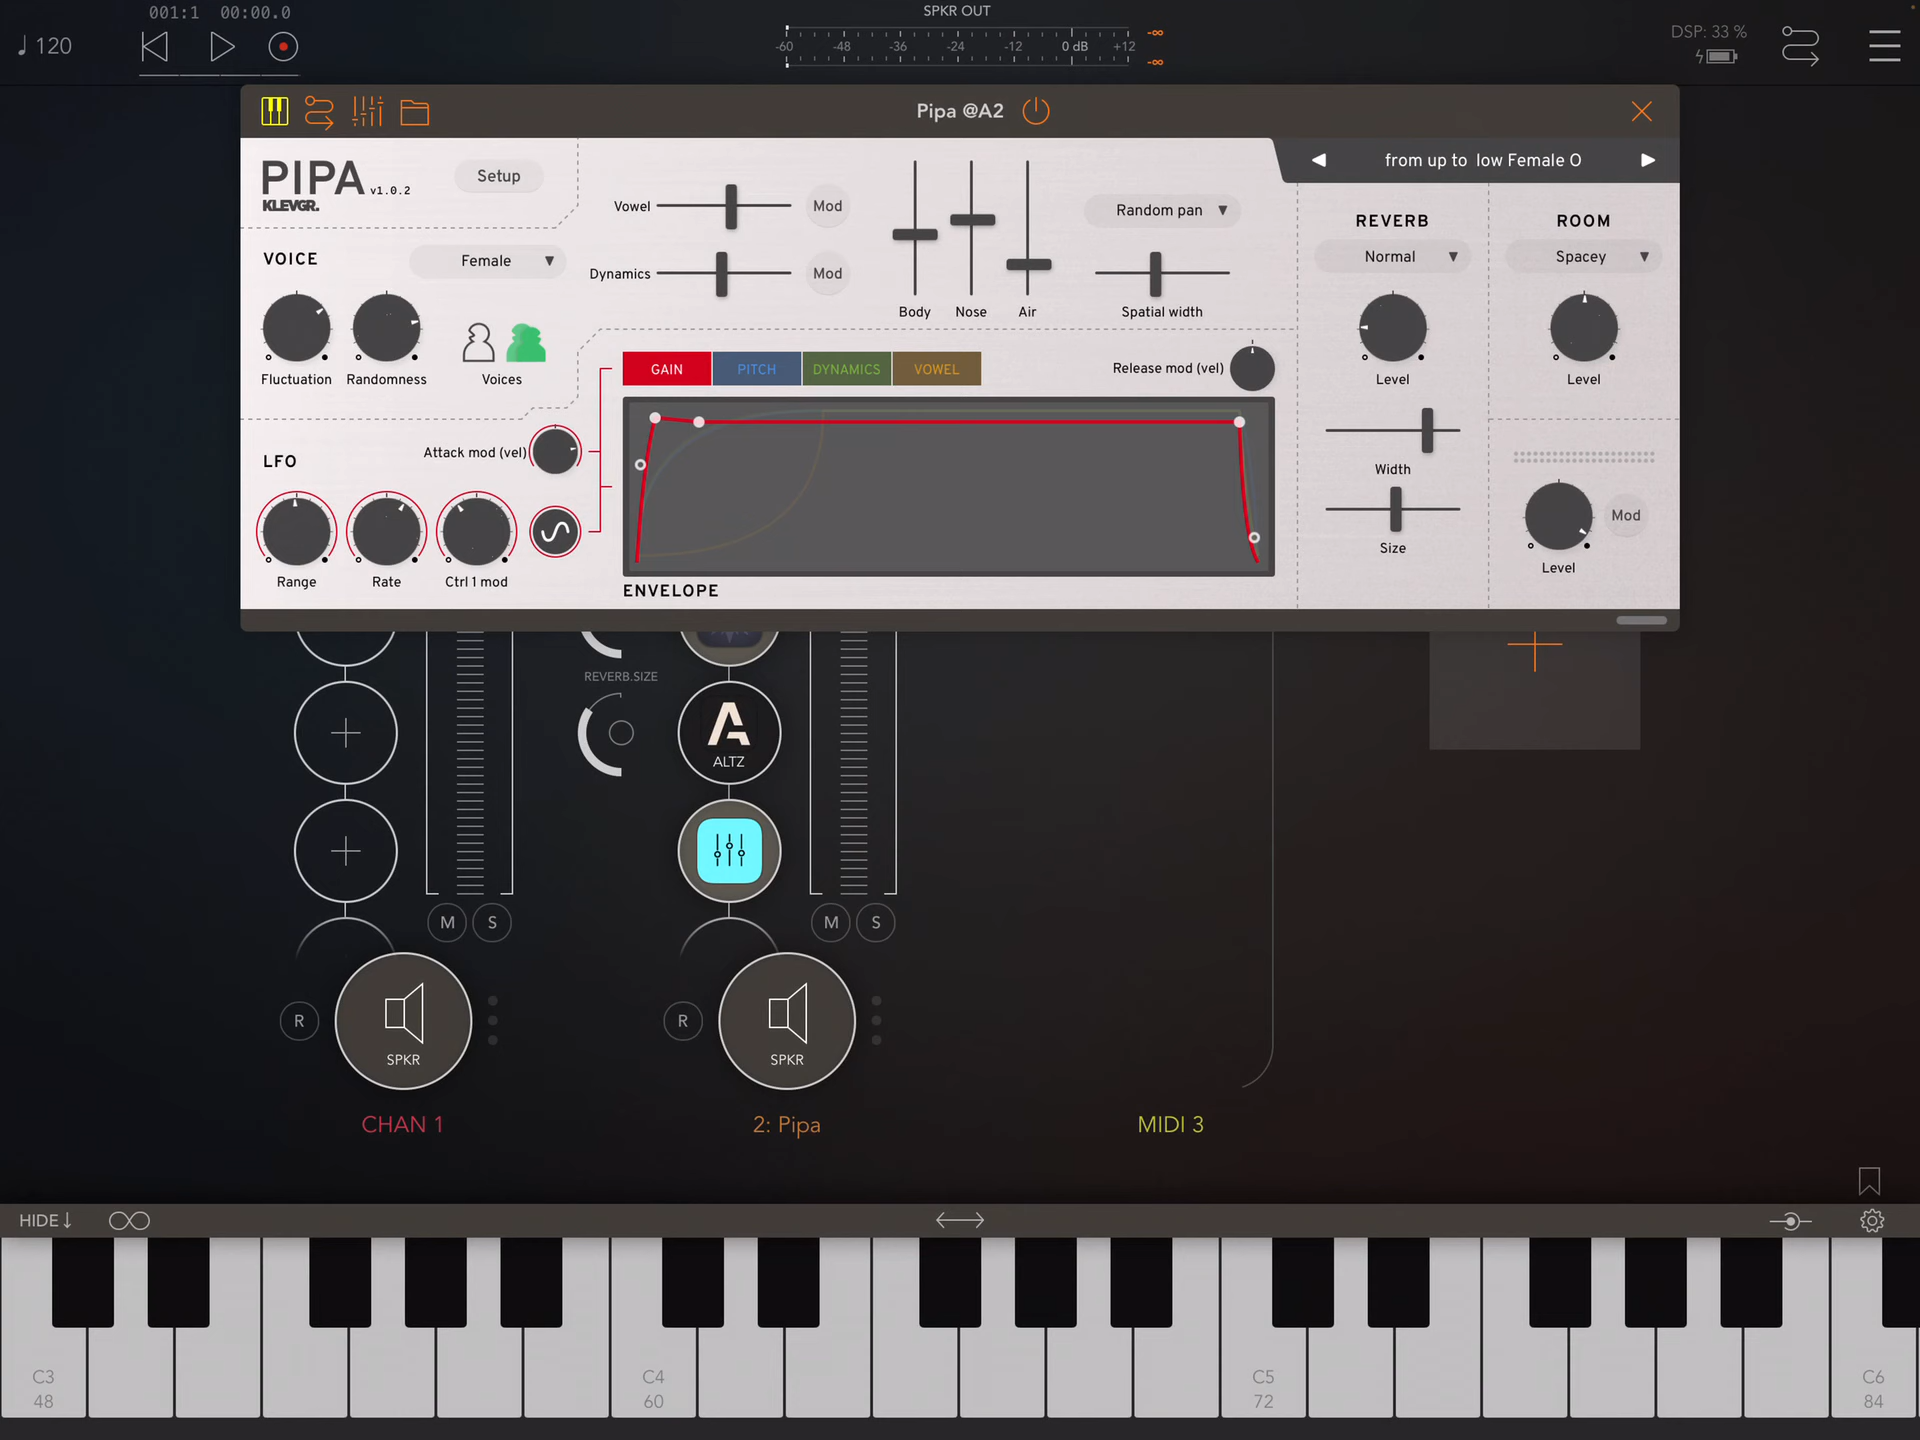 001:1 00:00.0
♩ 120
SPKR OUT
-60 -48 -36 -24 -12 0 dB +12
-∞
-∞
DSP: 33 %
Pipa @A2
PIPA v1.0.2
KLEVGR.
Setup
Vowel
Mod
Dynamics
Mod
Body
Nose
Air
Random pan
Spatial width
from up to low Female O
VOICE
Female
Fluctuation
Randomness
Voices
REVERB
Normal
Level
Width
Size
ROOM
Spacey
Level
Mod
Level
GAIN
PITCH
DYNAMICS
VOWEL
Release mod (vel)
Attack mod (vel)
LFO
Range
Rate
Ctrl 1 mod
ENVELOPE
REVERB.SIZE
A
ALTZ
M
S
M
S
R
SPKR
R
SPKR
CHAN 1
2: Pipa
MIDI 3
HIDE↓
C3
48
C4
60
C5
72
C6
84